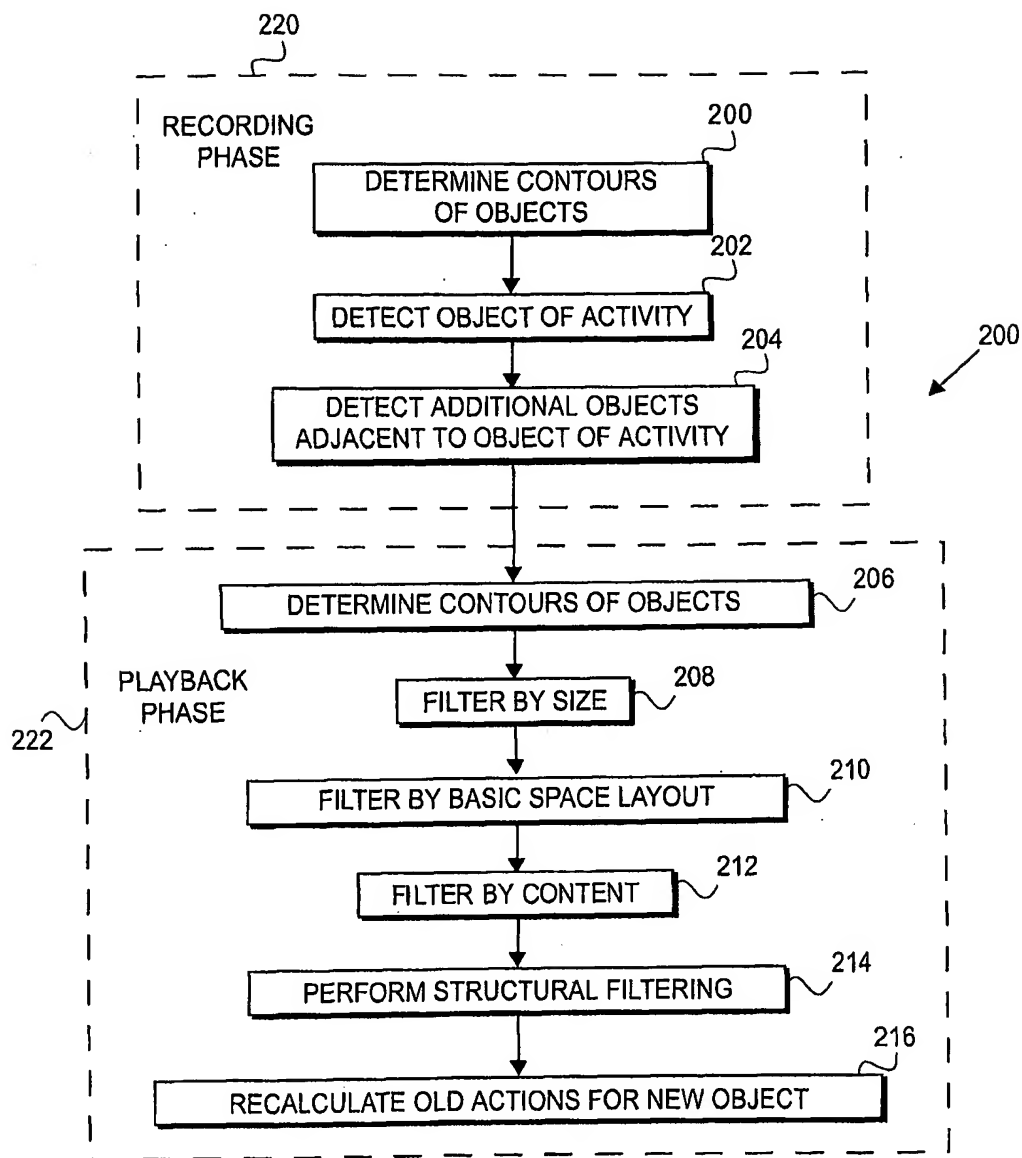 220
RECORDING
PHASE
200
DETERMINE CONTOURS
OF OBJECTS
202
DETECT OBJECT OF ACTIVITY
204
DETECT ADDITIONAL OBJECTS
ADJACENT TO OBJECT OF ACTIVITY
200
PLAYBACK
PHASE
222
DETERMINE CONTOURS OF OBJECTS
206
FILTER BY SIZE
208
FILTER BY BASIC SPACE LAYOUT
210
FILTER BY CONTENT
212
PERFORM STRUCTURAL FILTERING
214
RECALCULATE OLD ACTIONS FOR NEW OBJECT
216